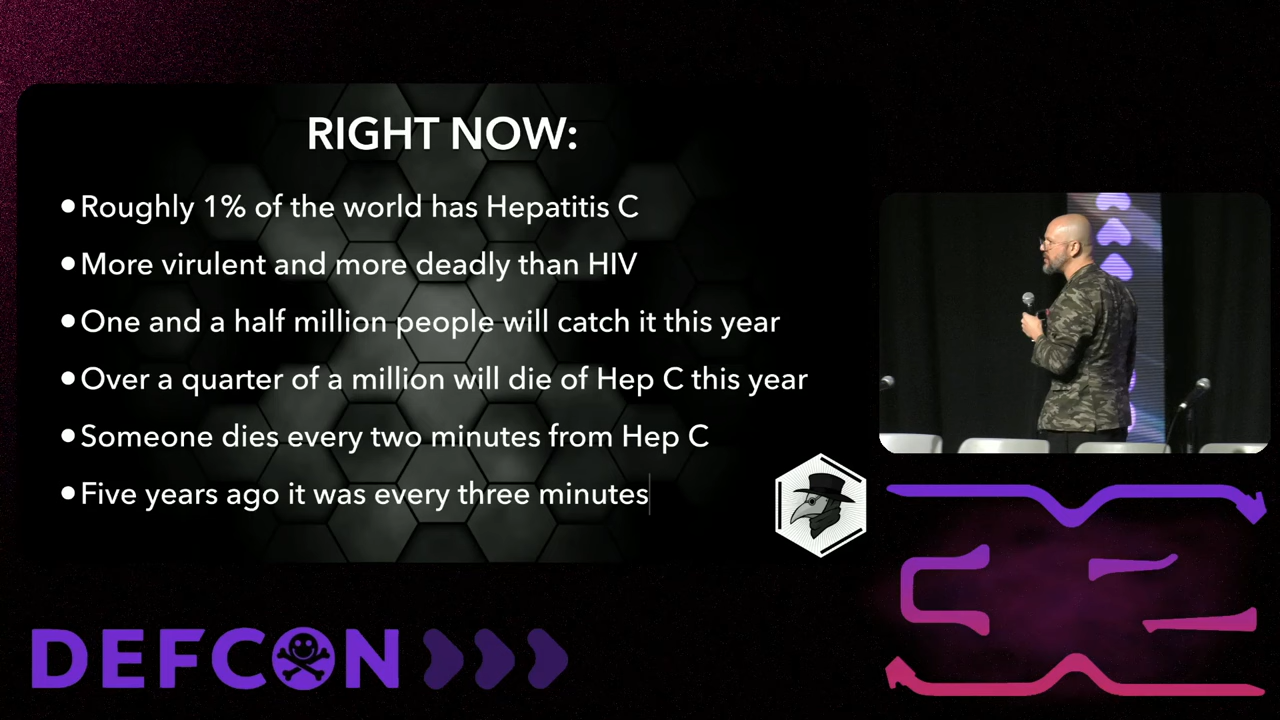 RIGHT NOW:
•Roughly 1% of the world has Hepatitis C
•More virulent and more deadly than HIV
•One and a half million people will catch it this year
•Over a quarter of a million will die of Hep C this year
•Someone dies every two minutes from Hep C
•Five years ago it was every three minutes
DEFCON